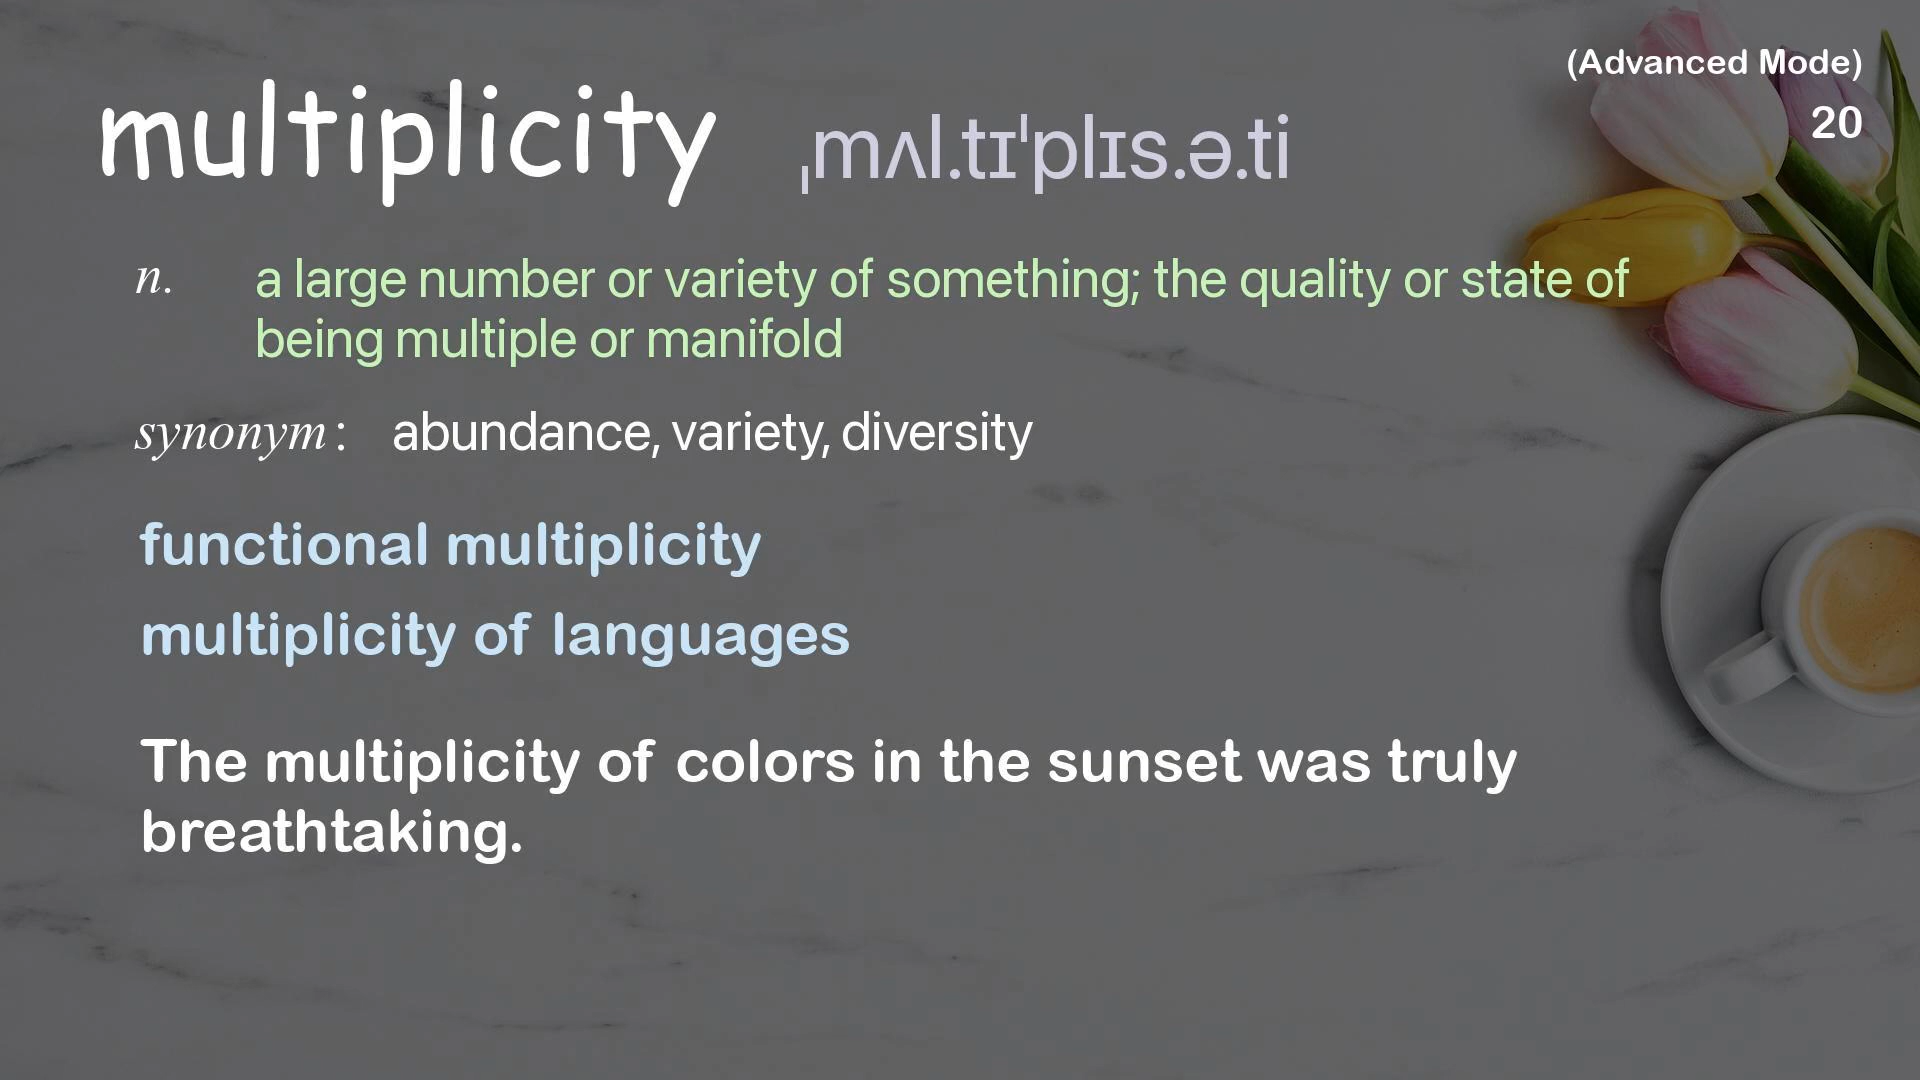 (Advanced Mode)
20
multiplicity ˌmʌl.tɪˈplɪs.ə.ti
n. a large number or variety of something; the quality or state of
being multiple or manifold
synonym: abundance, variety, diversity
functional multiplicity
multiplicity of languages
The multiplicity of colors in the sunset was truly
breathtaking.